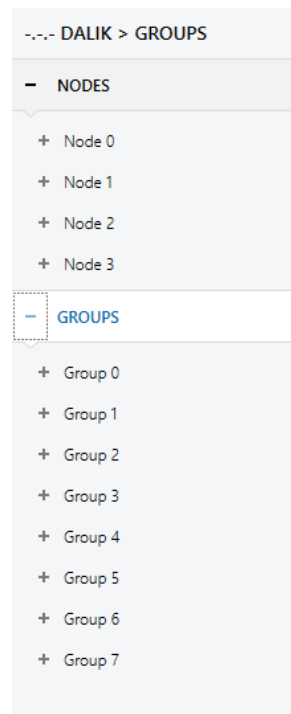 -.-.- DALIK > GROUPS
− NODES
+ Node 0
+ Node 1
+ Node 2
+ Node 3
− GROUPS
+ Group 0
+ Group 1
+ Group 2
+ Group 3
+ Group 4
+ Group 5
+ Group 6
+ Group 7